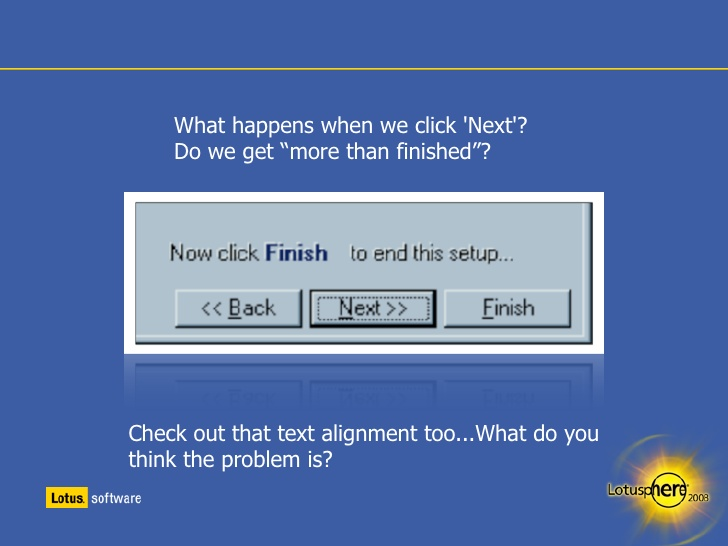 What happens when we click 'Next'?
Do we get “more than finished”?
Now click Finish to end this setup...
<< Back
Next >>
Finish
Check out that text alignment too...What do you
think the problem is?
Lotus. software
Lotusphere 2008